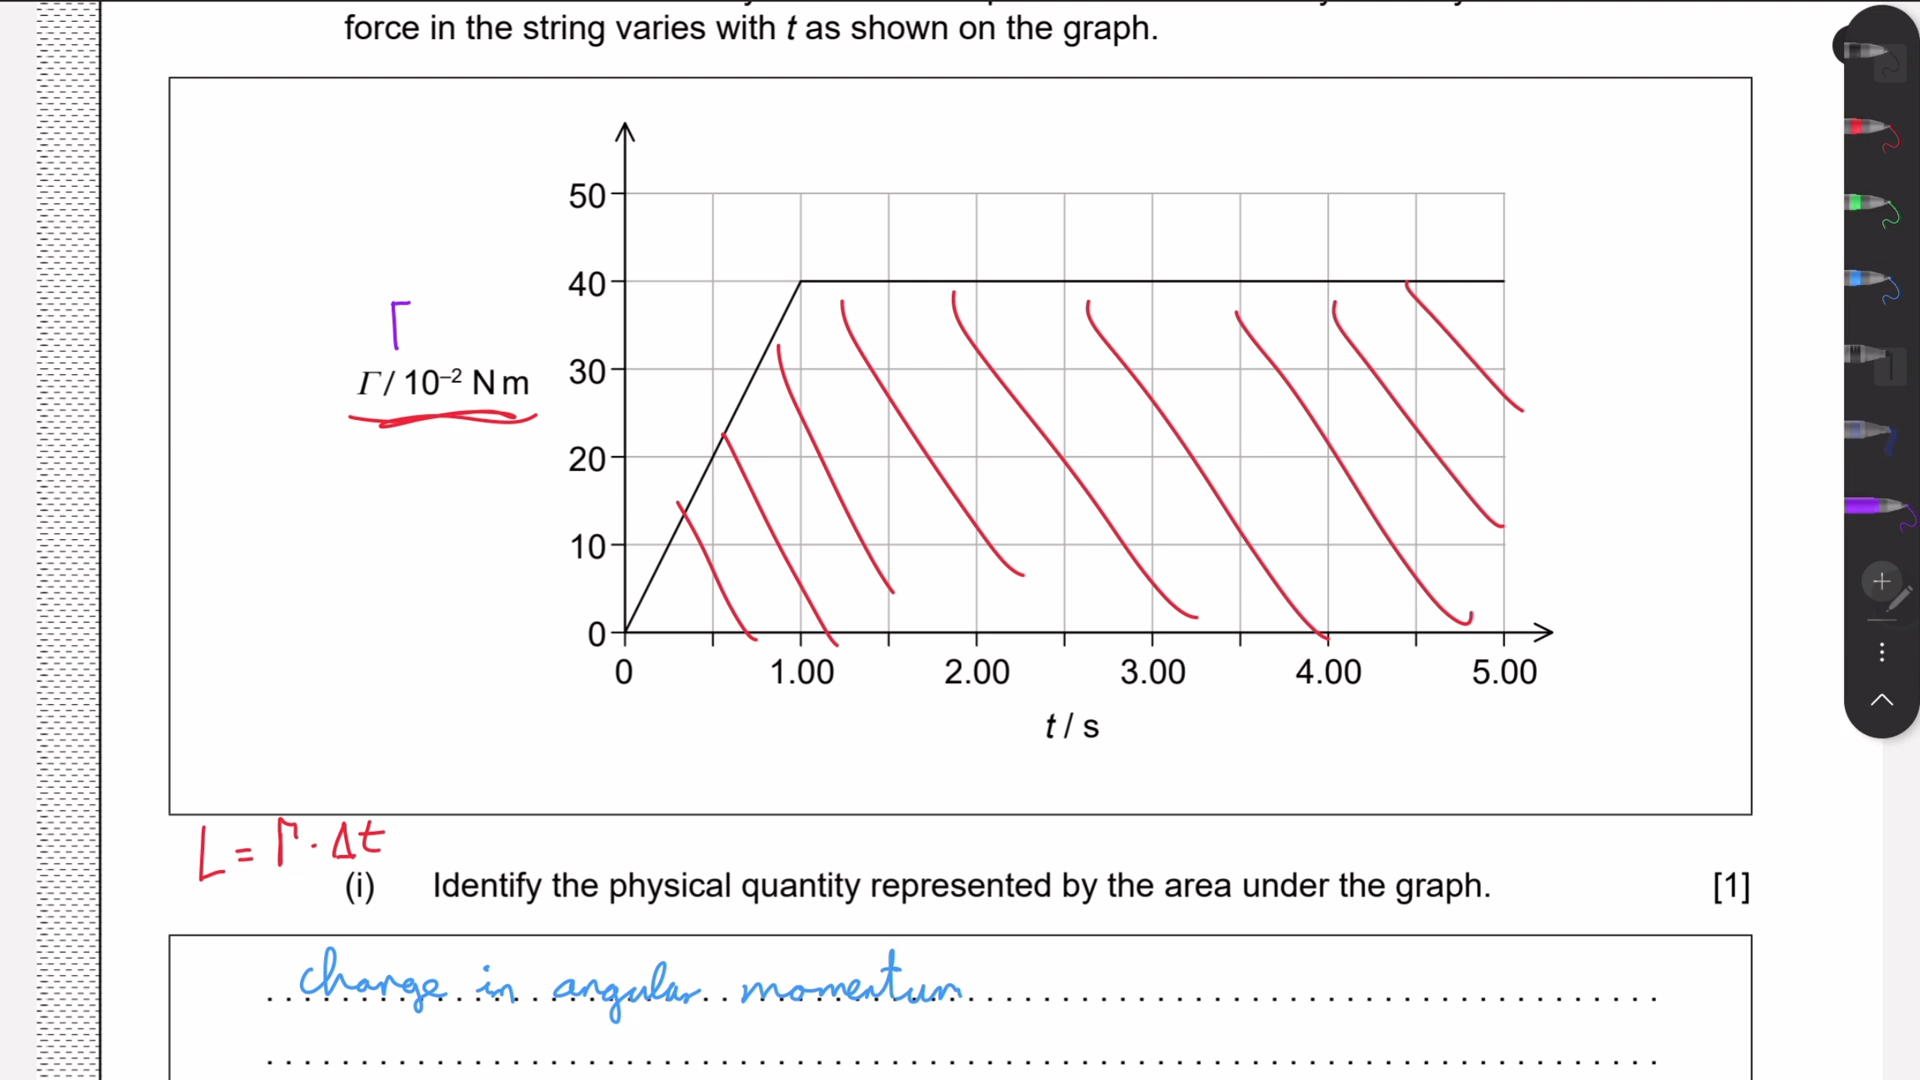 force in the string varies with t as shown on the graph.
50
40
Γ
Γ / 10⁻² N m
30
20
10
0
0 1.00 2.00 3.00 4.00 5.00
t / s
L = Γ · Δt
(i) Identify the physical quantity represented by the area under the graph. [1]
change in angular momentum